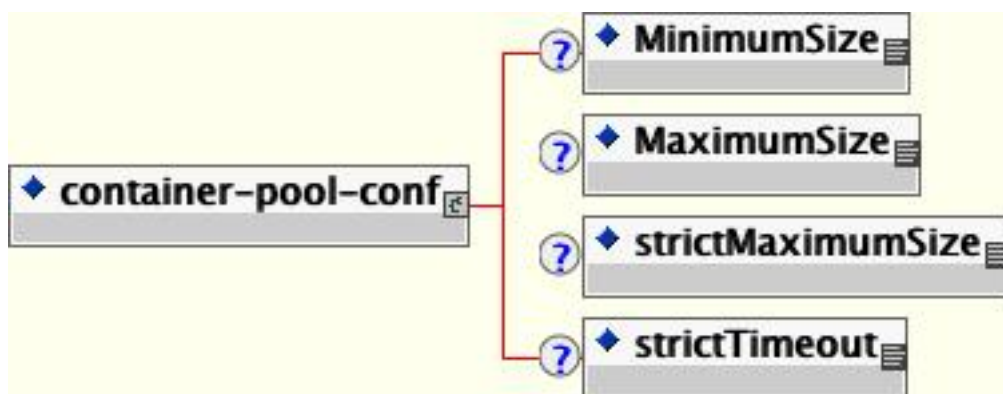 ? MinimumSize
? MaximumSize
container-pool-conf
? strictMaximumSize
? strictTimeout